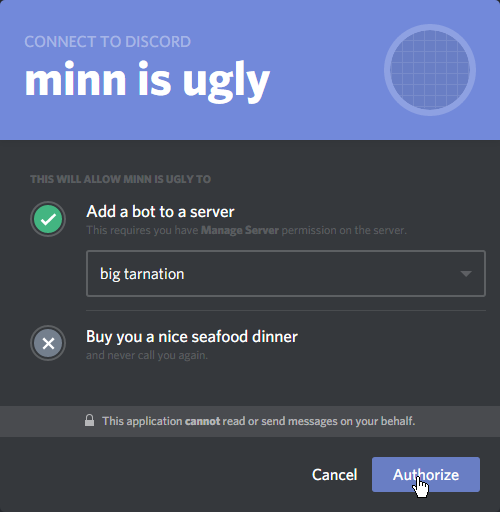 CONNECT TO DISCORD
minn is ugly
THIS WILL ALLOW MINN IS UGLY TO
Add a bot to a server
This requires you have Manage Server permission on the server.
big tarnation
Buy you a nice seafood dinner
and never call you again.
This application cannot read or send messages on your behalf.
Cancel
Authorize